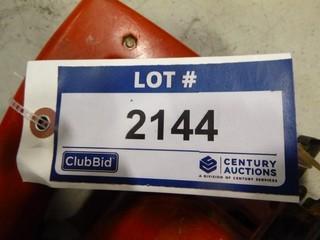 LOT #
2144
ClubBid
CENTURY
AUCTIONS
A DIVISION OF CENTURY SERVICES